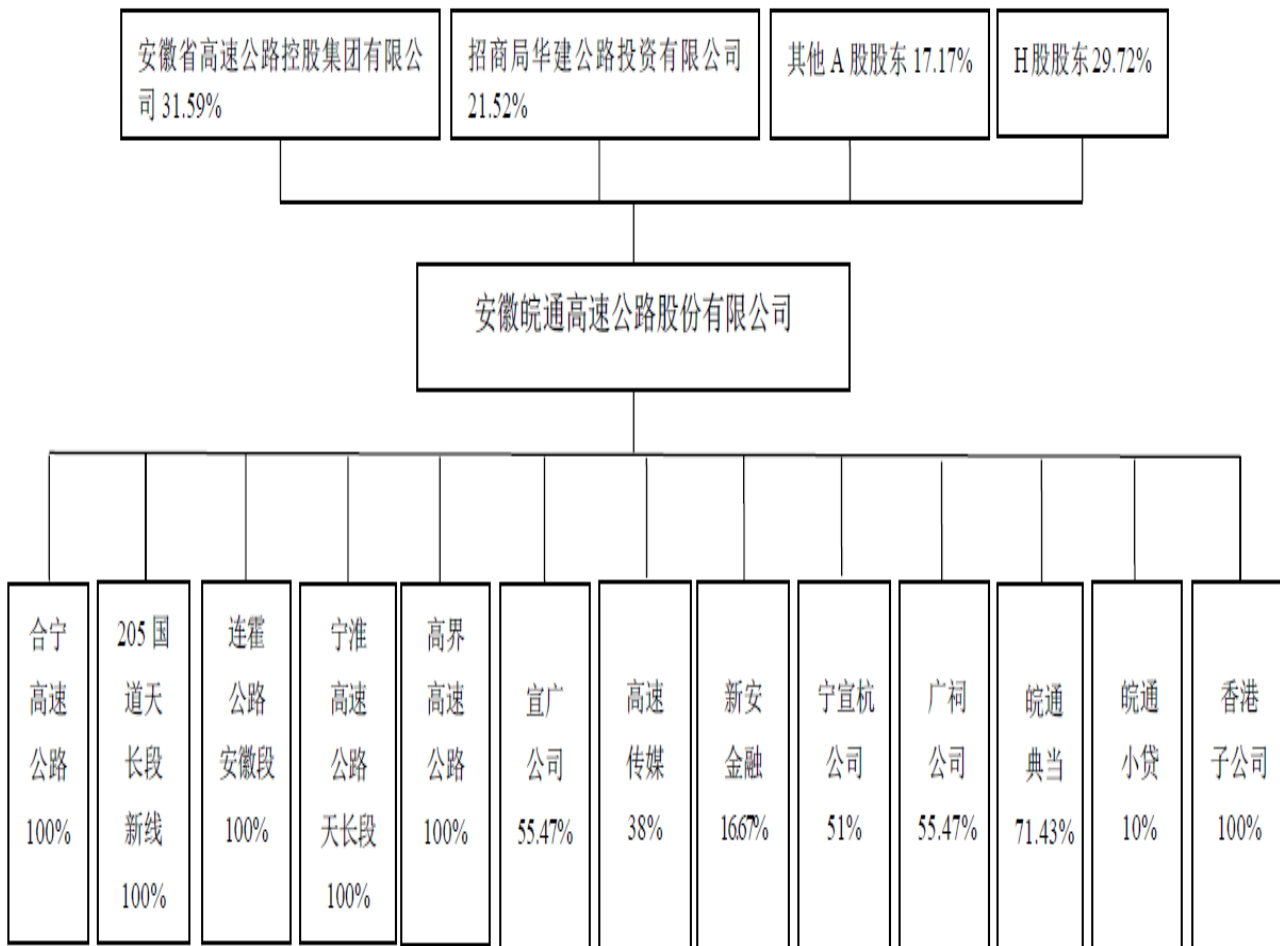 安徽省高速公路控股集团有限公
司 31.59%
招商局华建公路投资有限公司
21.52%
其他 A 股股东 17.17%
H 股股东 29.72%
安徽皖通高速公路股份有限公司
合宁
高速
公路
100%
205 国
道天
长段
新线
100%
连霍
公路
安徽段
100%
宁淮
高速
公路
天长段
100%
高界
高速
公路
100%
宣广
公司
55.47%
高速
传媒
38%
新安
金融
16.67%
宁宣杭
公司
51%
广祠
公司
55.47%
皖通
典当
71.43%
皖通
小贷
10%
香港
子公司
100%